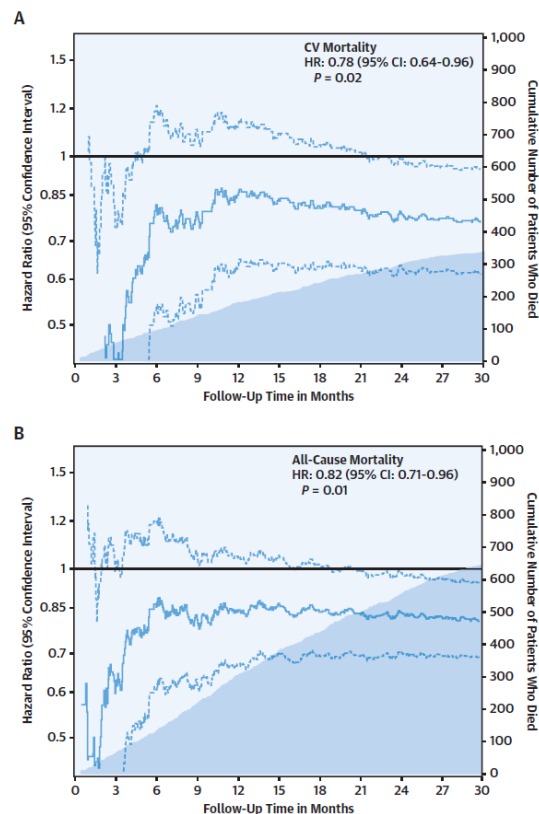 A
CV Mortality
HR: 0.78 (95% CI: 0.64-0.96)
P = 0.02
Hazard Ratio (95% Confidence Interval)
1.5
1.2
1
0.85
0.7
0.6
0.5
Cumulative Number of Patients Who Died
1,000
900
800
700
600
500
400
300
200
100
0
0 3 6 9 12 15 18 21 24 27 30
Follow-Up Time in Months
B
All-Cause Mortality
HR: 0.82 (95% CI: 0.71-0.96)
P = 0.01
Hazard Ratio (95% Confidence Interval)
1.5
1.2
1
0.85
0.7
0.6
0.5
Cumulative Number of Patients Who Died
1,000
900
800
700
600
500
400
300
200
100
0
0 3 6 9 12 15 18 21 24 27 30
Follow-Up Time in Months